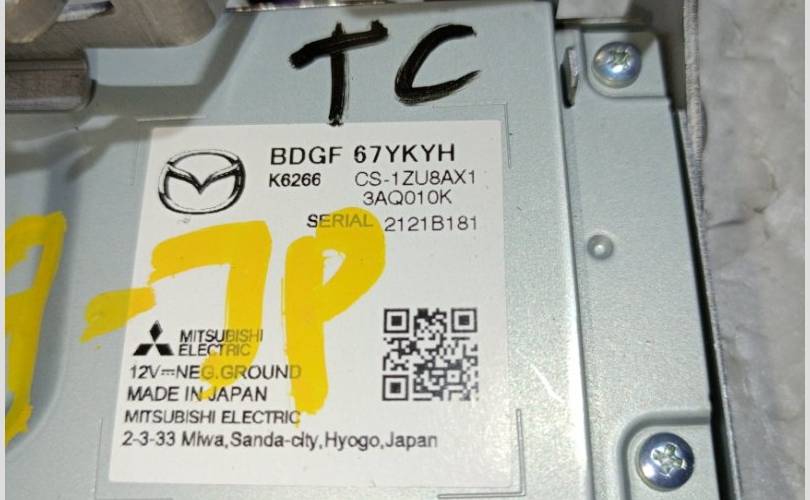 TC
BDGF 67YKYH
K6266 CS-1ZU8AX1
3AQ010K
SERIAL 2121B181
-JP
MITSUBISHI
ELECTRIC
12V⎓NEG.GROUND
MADE IN JAPAN
MITSUBISHI ELECTRIC
2-3-33 Miwa,Sanda-city,Hyogo,Japan